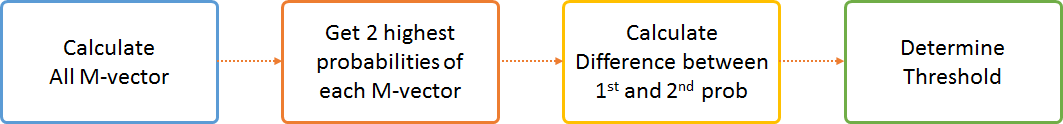 Calculate
All M-vector
Get 2 highest
probabilities of
each M-vector
Calculate
Difference between
1st and 2nd prob
Determine
Threshold